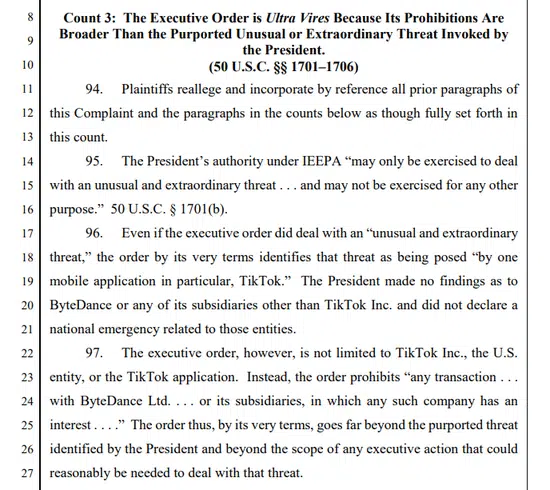 8 Count 3: The Executive Order is Ultra Vires Because Its Prohibitions Are
9 Broader Than the Purported Unusual or Extraordinary Threat Invoked by
the President.
10 (50 U.S.C. §§ 1701–1706)
11 94. Plaintiffs reallege and incorporate by reference all prior paragraphs of
12 this Complaint and the paragraphs in the counts below as though fully set forth in
13 this count.
14 95. The President’s authority under IEEPA “may only be exercised to deal
15 with an unusual and extraordinary threat . . . and may not be exercised for any other
16 purpose.” 50 U.S.C. § 1701(b).
17 96. Even if the executive order did deal with an “unusual and extraordinary
18 threat,” the order by its very terms identifies that threat as being posed “by one
19 mobile application in particular, TikTok.” The President made no findings as to
20 ByteDance or any of its subsidiaries other than TikTok Inc. and did not declare a
21 national emergency related to those entities.
22 97. The executive order, however, is not limited to TikTok Inc., the U.S.
23 entity, or the TikTok application. Instead, the order prohibits “any transaction . . .
24 with ByteDance Ltd. . . . or its subsidiaries, in which any such company has an
25 interest . . . .” The order thus, by its very terms, goes far beyond the purported threat
26 identified by the President and beyond the scope of any executive action that could
27 reasonably be needed to deal with that threat.